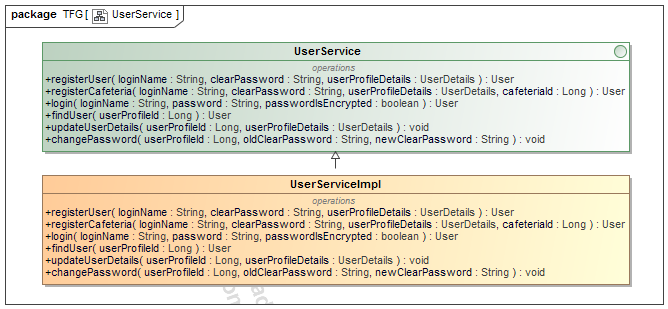 package TFG [ UserService ]
UserService
operations
+registerUser( loginName : String, clearPassword : String, userProfileDetails : UserDetails ) : User
+registerCafeteria( loginName : String, clearPassword : String, userProfileDetails : UserDetails, cafeteriaId : Long ) : User
+login( loginName : String, password : String, passwordIsEncrypted : boolean ) : User
+findUser( userProfileId : Long ) : User
+updateUserDetails( userProfileId : Long, userProfileDetails : UserDetails ) : void
+changePassword( userProfileId : Long, oldClearPassword : String, newClearPassword : String ) : void
UserServiceImpl
operations
+registerUser( loginName : String, clearPassword : String, userProfileDetails : UserDetails ) : User
+registerCafeteria( loginName : String, clearPassword : String, userProfileDetails : UserDetails, cafeteriaId : Long ) : User
+login( loginName : String, password : String, passwordIsEncrypted : boolean ) : User
+findUser( userProfileId : Long ) : User
+updateUserDetails( userProfileId : Long, userProfileDetails : UserDetails ) : void
+changePassword( userProfileId : Long, oldClearPassword : String, newClearPassword : String ) : void